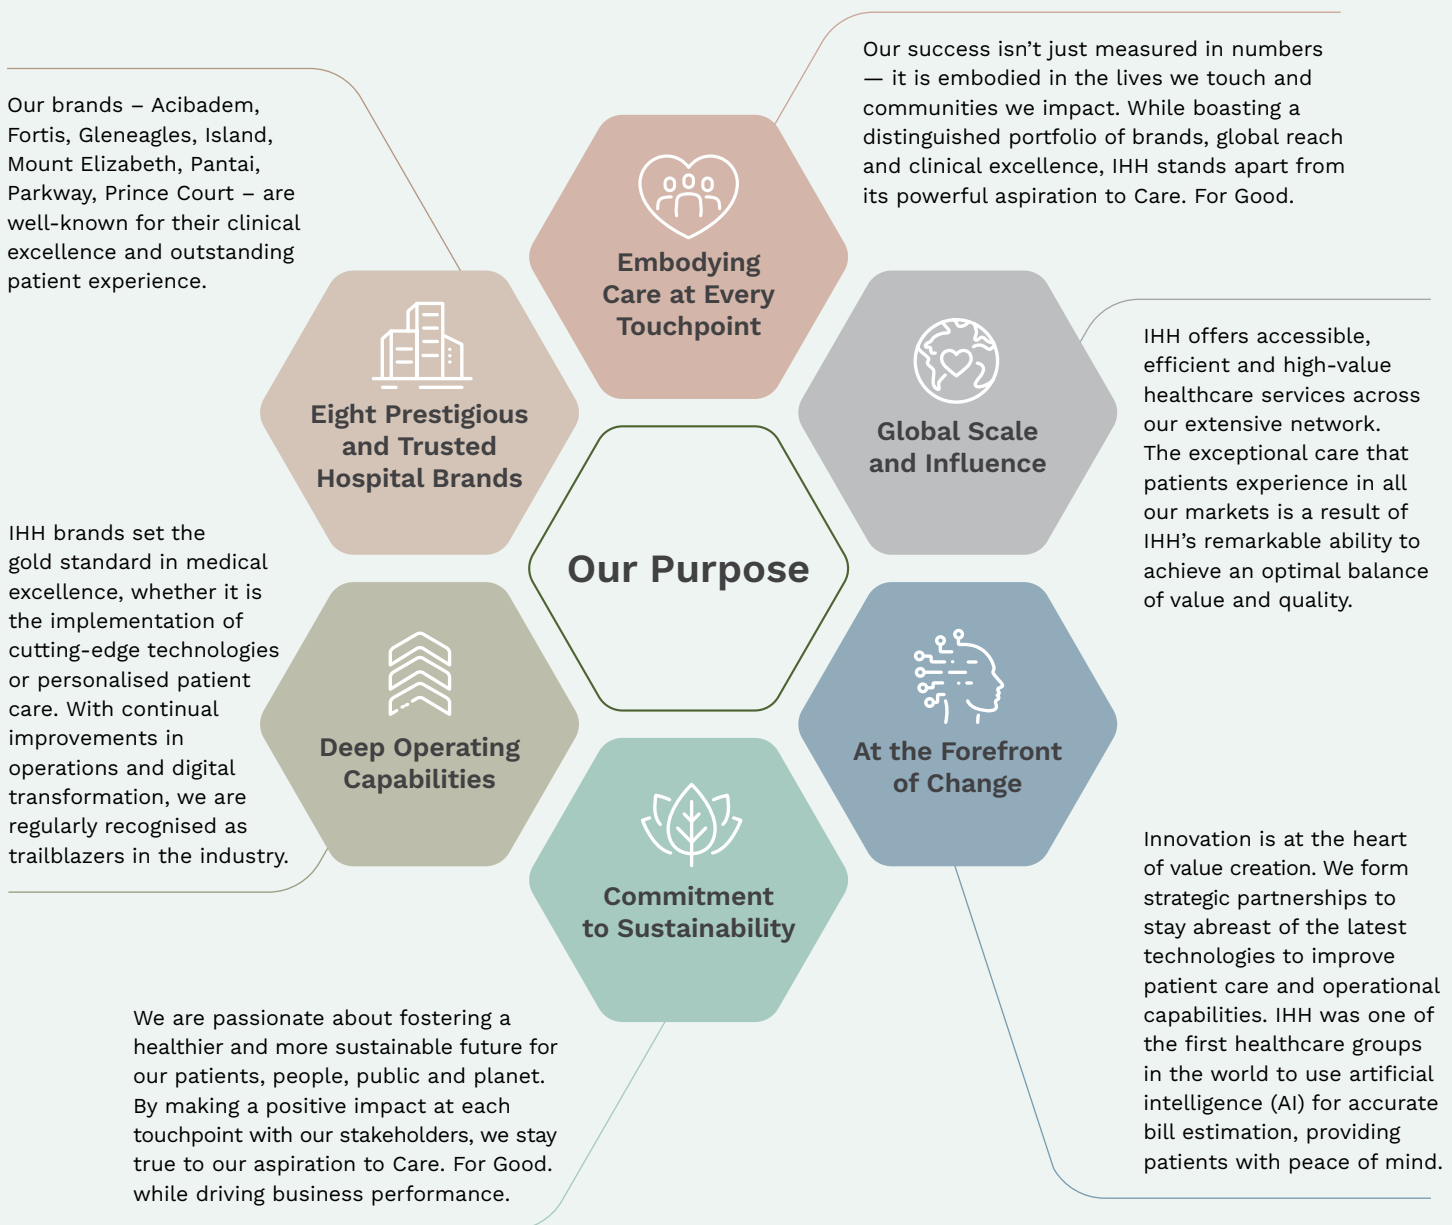 Our success isn’t just measured in numbers
— it is embodied in the lives we touch and
communities we impact. While boasting a
distinguished portfolio of brands, global reach
and clinical excellence, IHH stands apart from
its powerful aspiration to Care. For Good.
Our brands – Acibadem,
Fortis, Gleneagles, Island,
Mount Elizabeth, Pantai,
Parkway, Prince Court – are
well-known for their clinical
excellence and outstanding
patient experience.
Embodying
Care at Every
Touchpoint
Eight Prestigious
and Trusted
Hospital Brands
Global Scale
and Influence
IHH offers accessible,
efficient and high-value
healthcare services across
our extensive network.
The exceptional care that
patients experience in all
our markets is a result of
IHH’s remarkable ability to
achieve an optimal balance
of value and quality.
Our Purpose
IHH brands set the
gold standard in medical
excellence, whether it is
the implementation of
cutting-edge technologies
or personalised patient
care. With continual
improvements in
operations and digital
transformation, we are
regularly recognised as
trailblazers in the industry.
Deep Operating
Capabilities
At the Forefront
of Change
Commitment
to Sustainability
Innovation is at the heart
of value creation. We form
strategic partnerships to
stay abreast of the latest
technologies to improve
patient care and operational
capabilities. IHH was one of
the first healthcare groups
in the world to use artificial
intelligence (AI) for accurate
bill estimation, providing
patients with peace of mind.
We are passionate about fostering a
healthier and more sustainable future for
our patients, people, public and planet.
By making a positive impact at each
touchpoint with our stakeholders, we stay
true to our aspiration to Care. For Good.
while driving business performance.